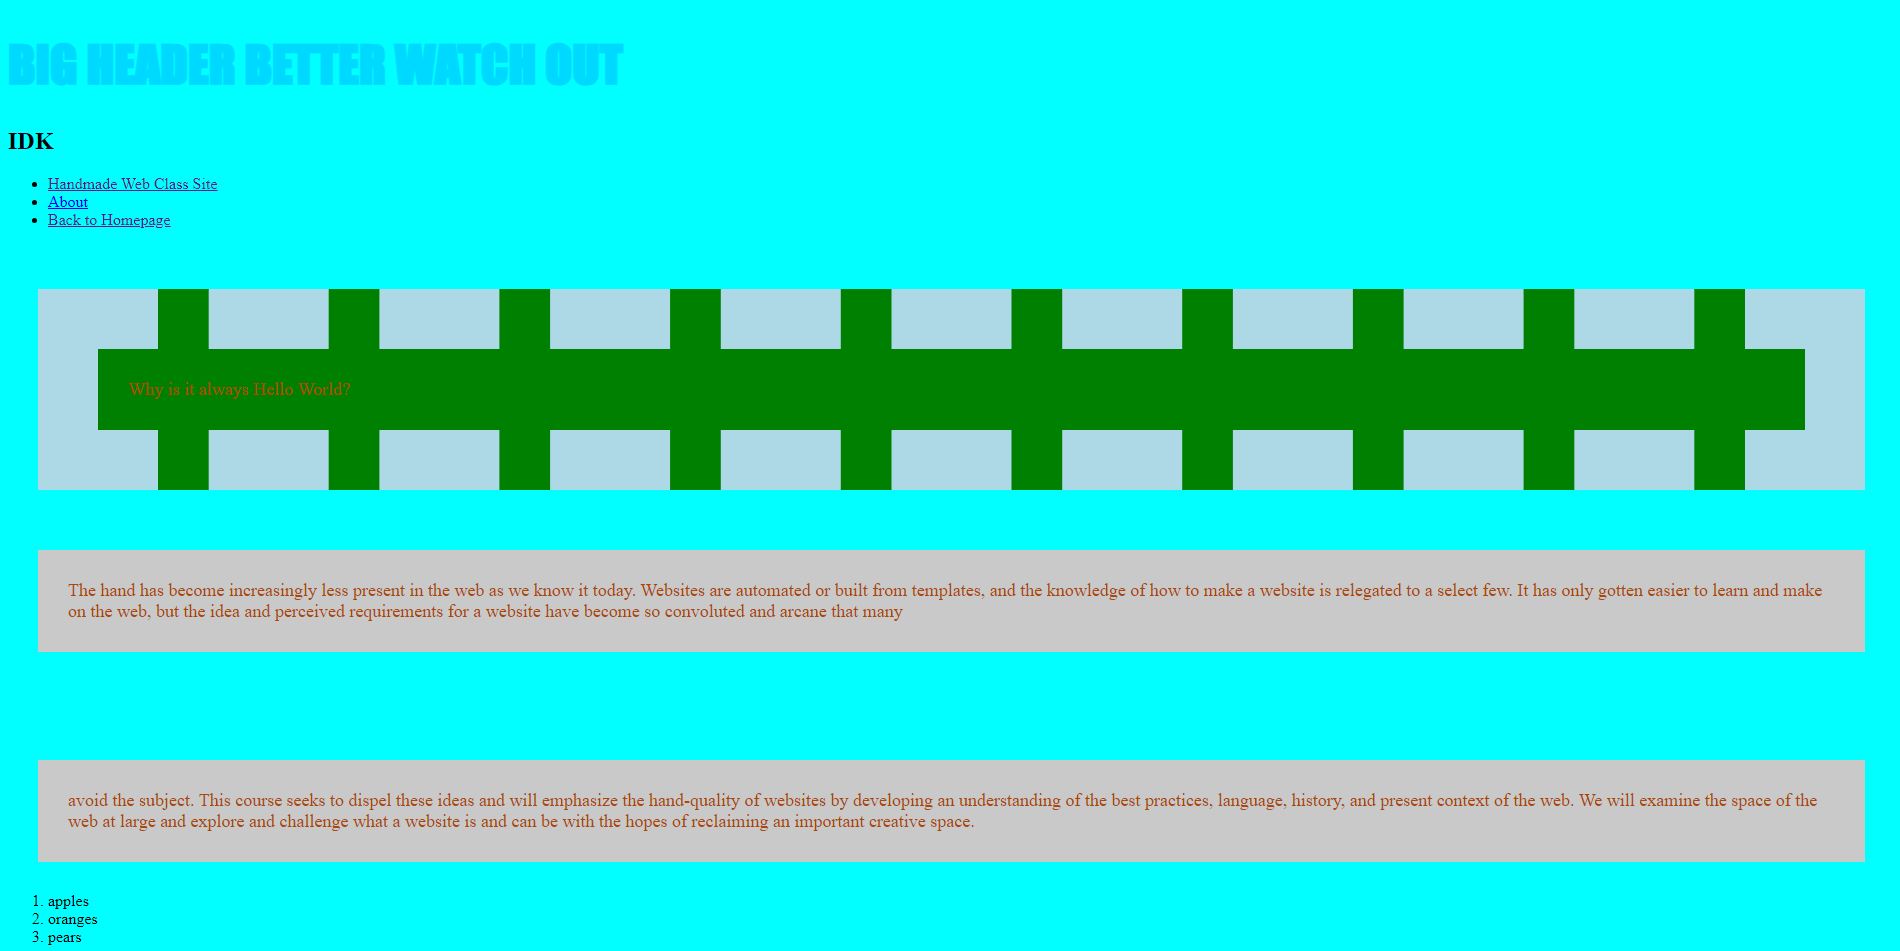 BIG HEADER BETTER WATCH OUT
IDK
Handmade Web Class Site
About
Back to Homepage
Why is it always Hello World?
The hand has become increasingly less present in the web as we know it today. Websites are automated or built from templates, and the knowledge of how to make a website is relegated to a select few. It has only gotten easier to learn and make
on the web, but the idea and perceived requirements for a website have become so convoluted and arcane that many
avoid the subject. This course seeks to dispel these ideas and will emphasize the hand-quality of websites by developing an understanding of the best practices, language, history, and present context of the web. We will examine the space of the
web at large and explore and challenge what a website is and can be with the hopes of reclaiming an important creative space.
1. apples
2. oranges
3. pears